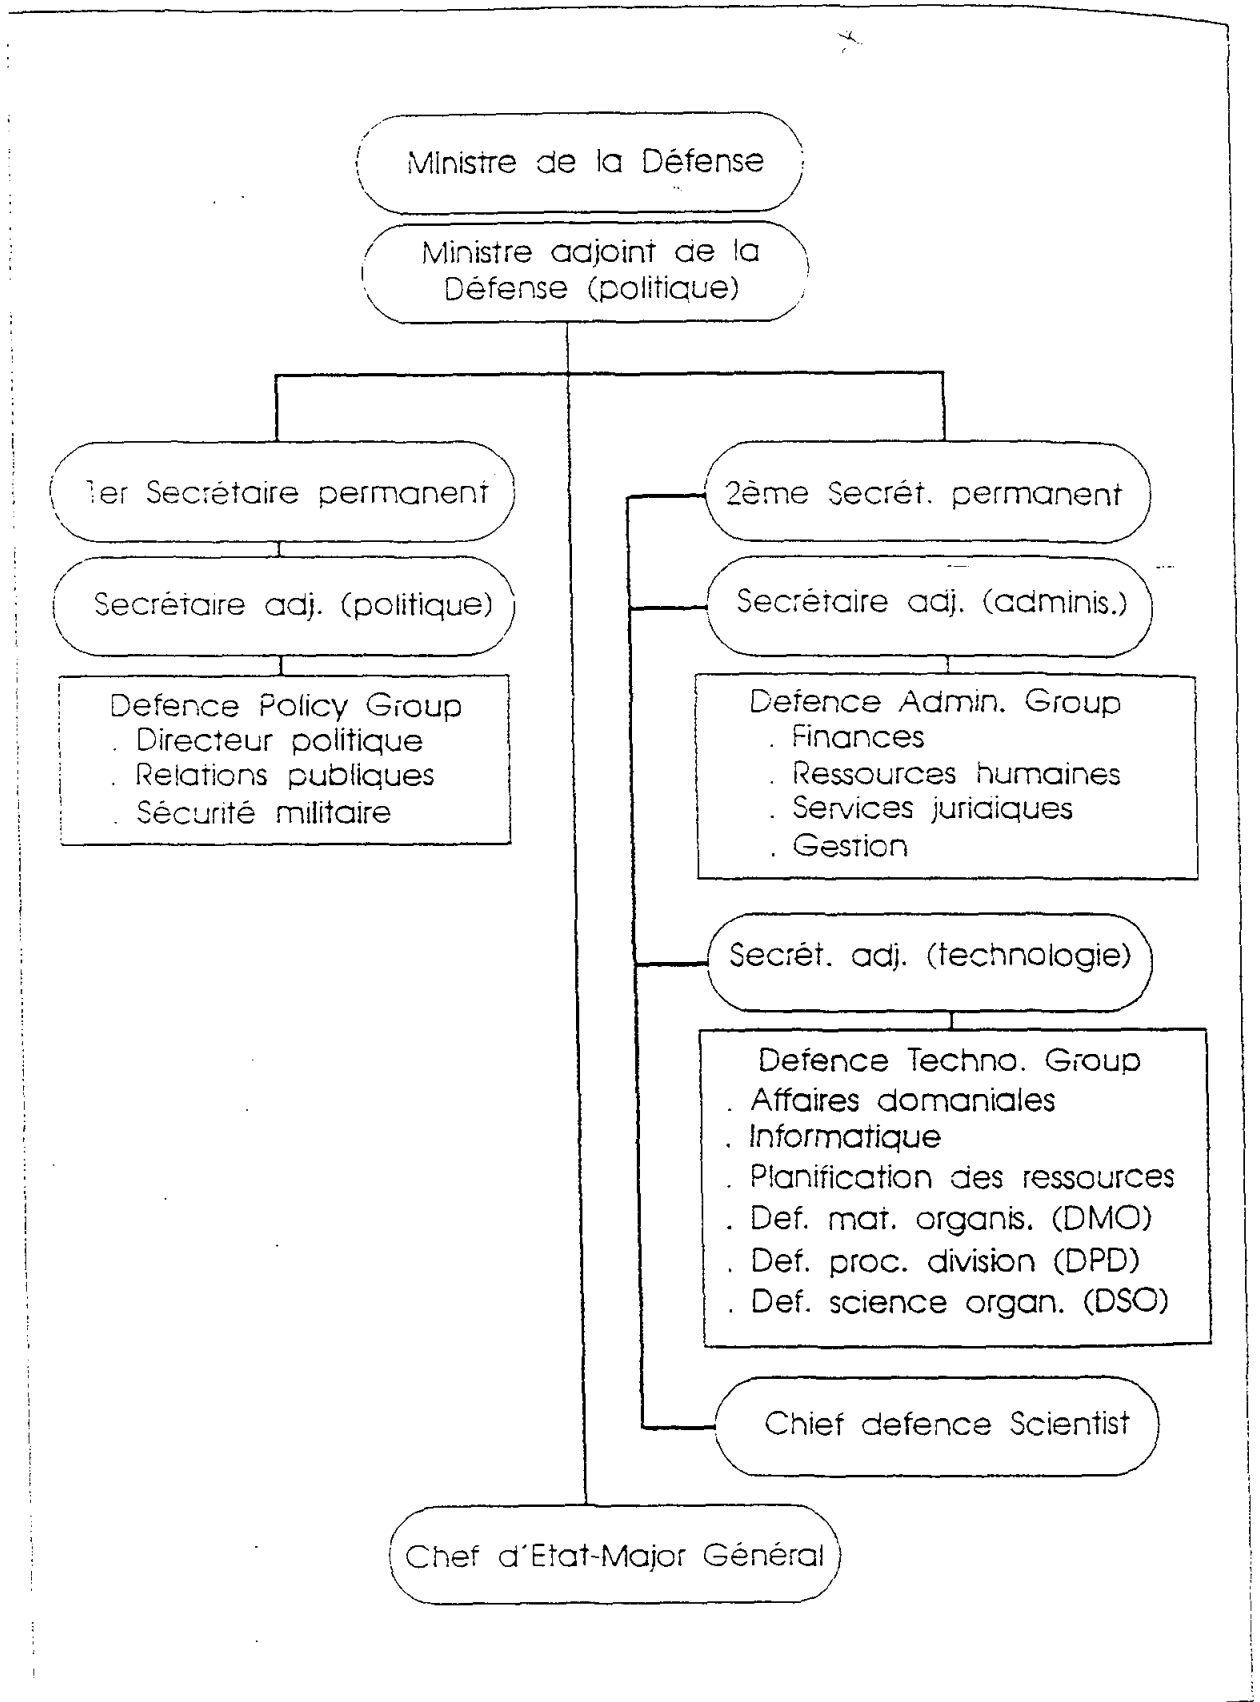 Ministre de la Défense
Ministre adjoint de la
Défense (politique)
1er Secrétaire permanent
Secrétaire adj. (politique)
Defence Policy Group
. Directeur politique
. Relations publiques
. Sécurité militaire
2ème Secrét. permanent
Secrétaire adj. (adminis.)
Defence Admin. Group
. Finances
. Ressources humaines
. Services juridiques
. Gestion
Secrét. adj. (technologie)
Defence Techno. Group
. Affaires domaniales
. Informatique
. Planification des ressources
. Def. mat. organis. (DMO)
. Def. proc. division (DPD)
. Def. science organ. (DSO)
Chief defence Scientist
Chef d'Etat-Major Général